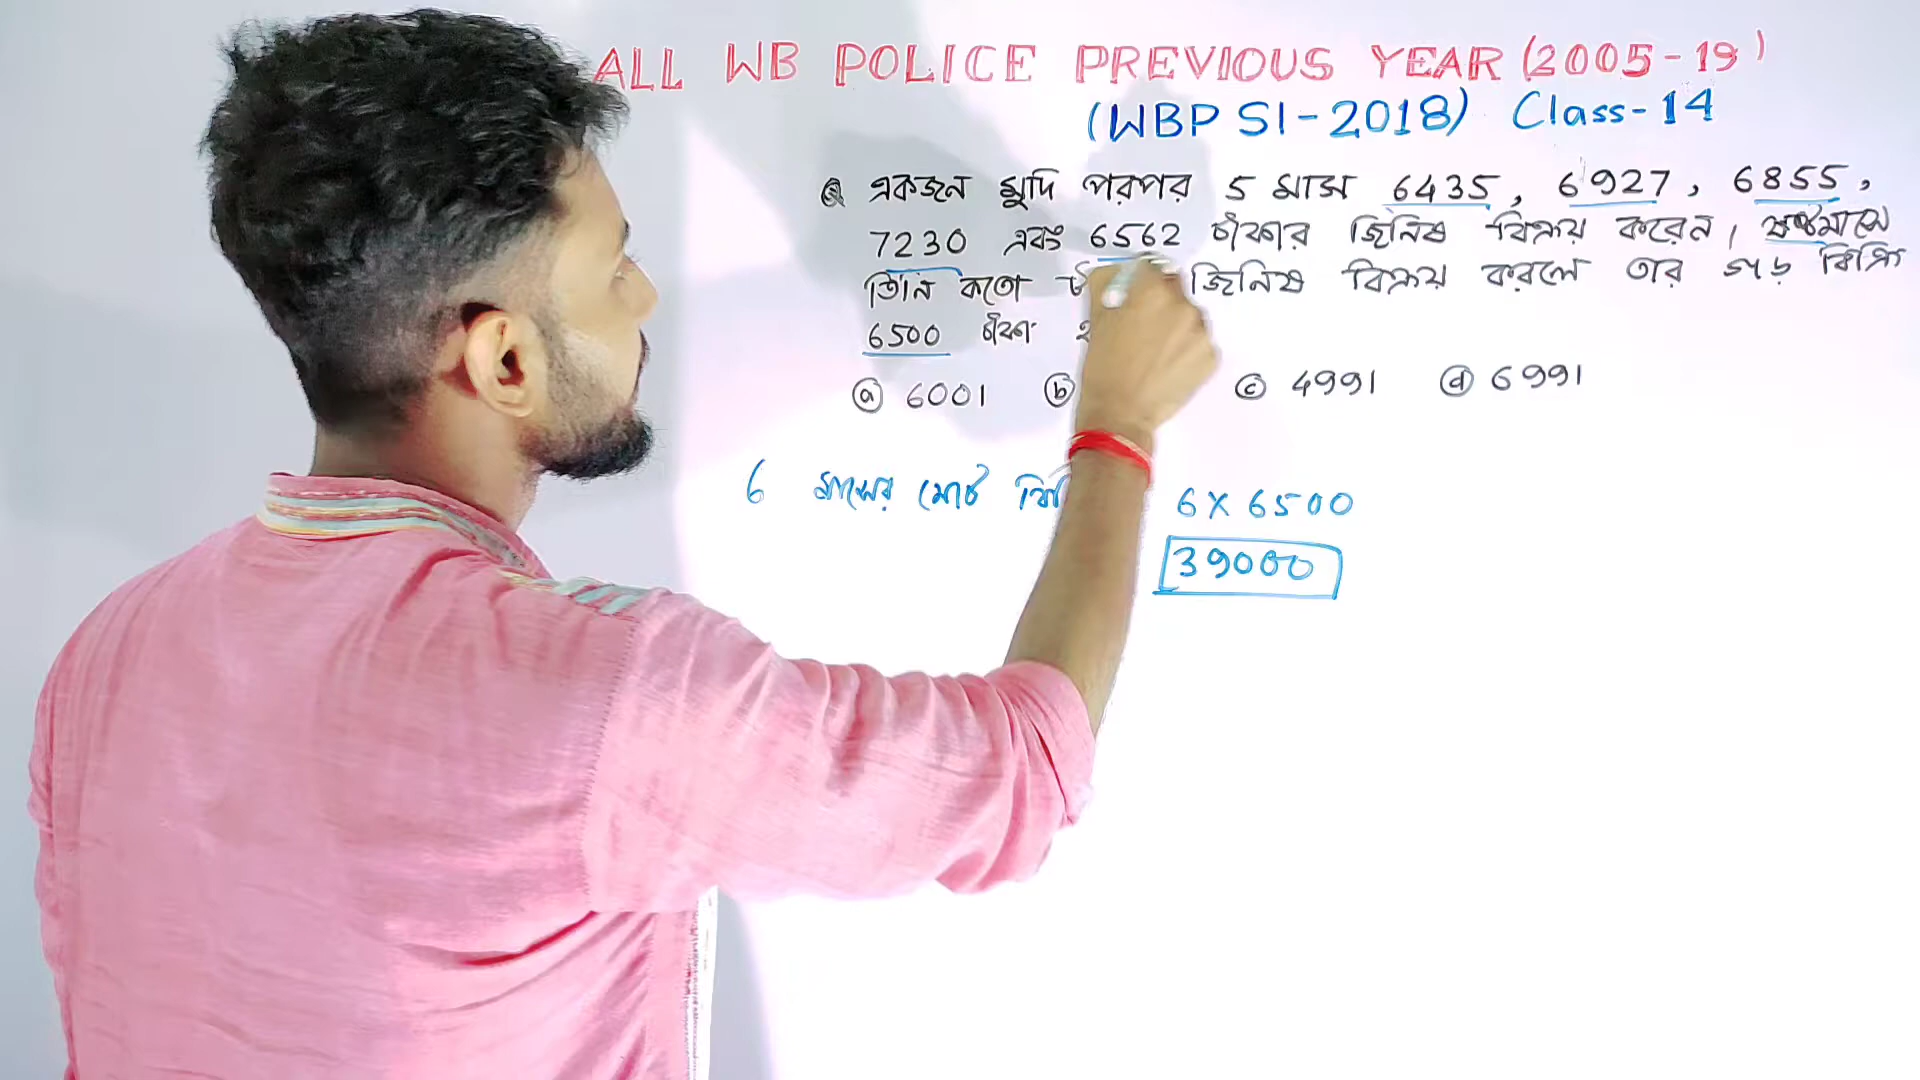 ALL WB POLICE PREVIOUS YEAR (2005-19)
(WBP SI-2018) Class-14
Q একজন মুদি পরপর 5 মাস 6435, 6927, 6855,
7230 এবং 6562 টাকার জিনিষ বিক্রয় করেন, ষষ্ঠমাসে
তিনি কতো জিনিষ বিক্রয় করলে তার গড় বিক্রি
6500 টাকা
(a) 6001 (b) (c) 4991 (d) 6991
6 মাসের মোট 6 x 6500
39000